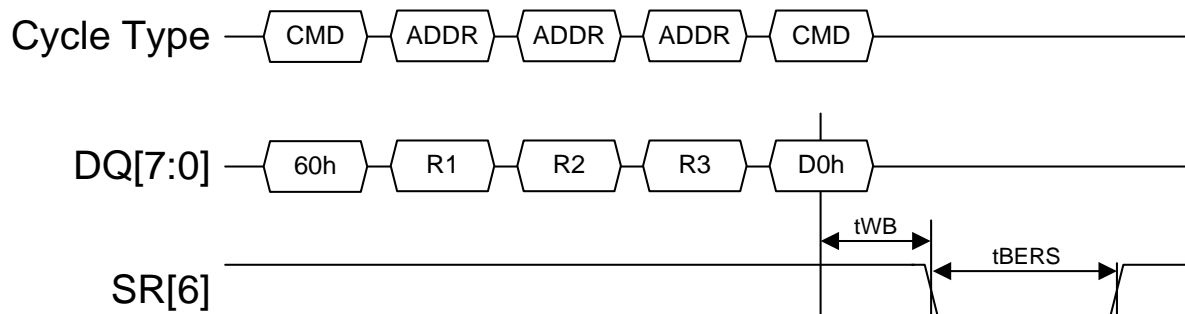 Cycle Type CMD ADDR ADDR ADDR CMD
DQ[7:0] 60h R1 R2 R3 D0h
tWB
tBERS
SR[6]